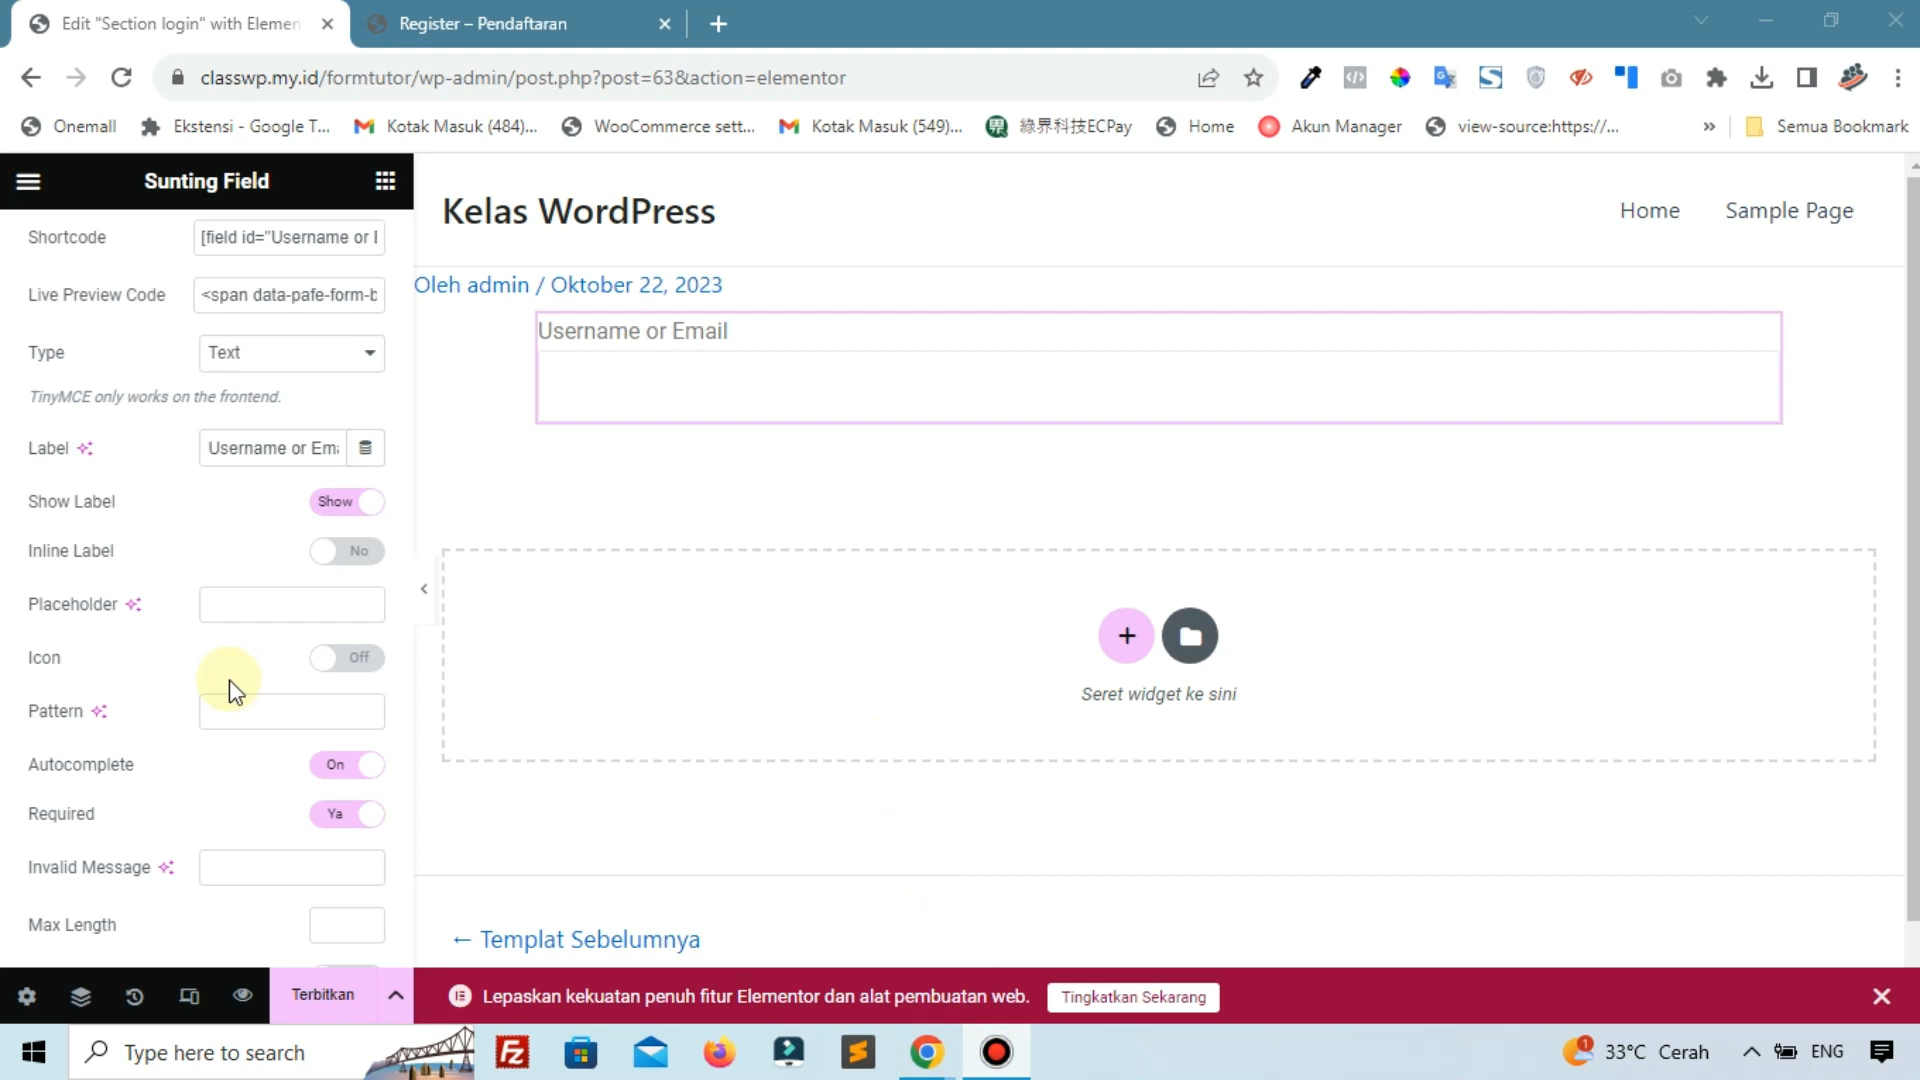 Edit "Section login" with Elemen
Register – Pendaftaran
classwp.my.id/formtutor/wp-admin/post.php?post=63&action=elementor
Onemall
Ekstensi - Google T...
Kotak Masuk (484)...
WooCommerce sett...
Kotak Masuk (549)...
綠界科技ECPay
Home
Akun Manager
view-source:https://...
»
Semua Bookmark
Sunting Field
Shortcode
[field id="Username or E
Live Preview Code
<span data-pafe-form-b
Type
Text
TinyMCE only works on the frontend.
Label
Username or Ema
Show Label
Show
Inline Label
No
Placeholder
Icon
Off
Pattern
Autocomplete
On
Required
Ya
Invalid Message
Max Length
Terbitkan
Kelas WordPress
Home
Sample Page
Oleh admin / Oktober 22, 2023
Username or Email
Seret widget ke sini
← Templat Sebelumnya
Lepaskan kekuatan penuh fitur Elementor dan alat pembuatan web.
Tingkatkan Sekarang
Type here to search
1
33°C Cerah
ENG